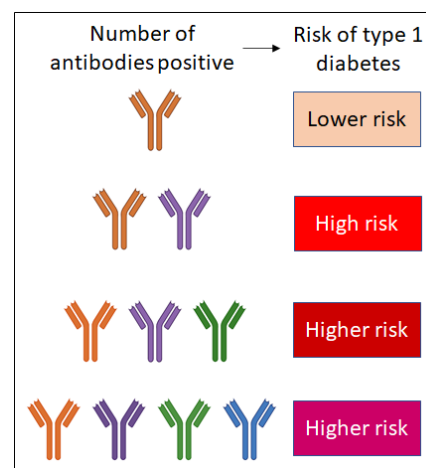 Number of
antibodies positive
Risk of type 1
diabetes
Lower risk
High risk
Higher risk
Higher risk